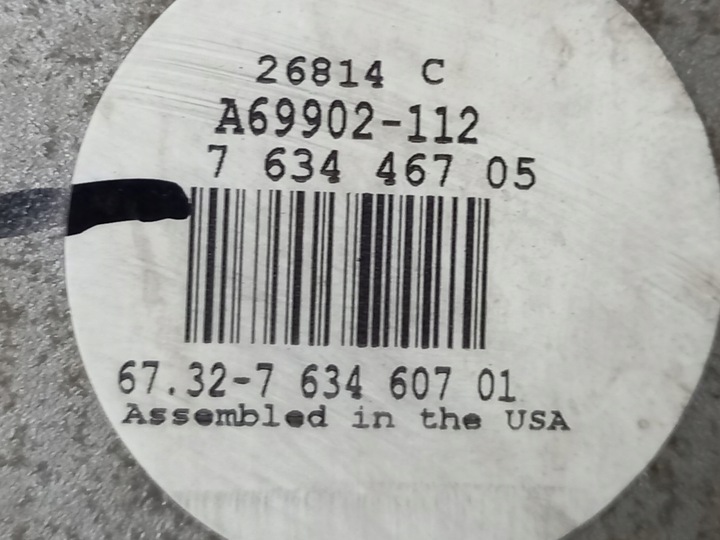 26814 C
A69902-112
7 634 467 05
67.32-7 634 607 01
Assembled in the USA